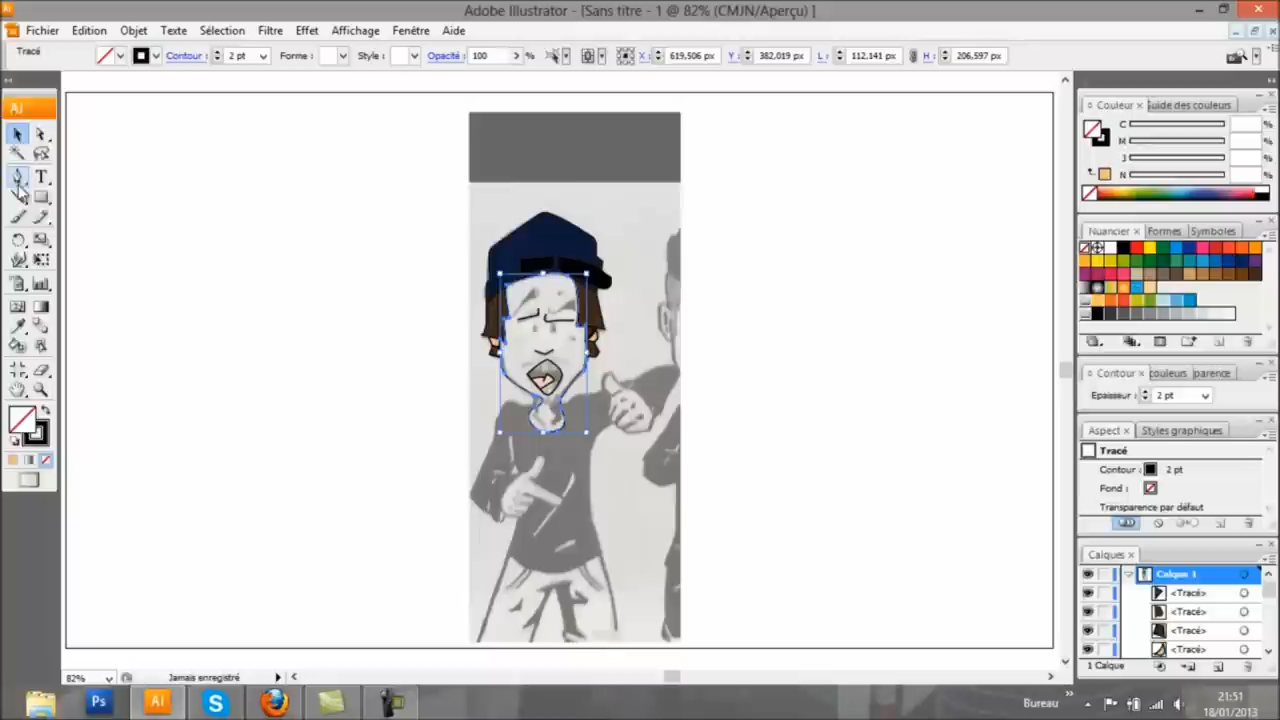 Adobe Illustrator - [Sans titre - 1 @ 82% (CMJN/Aperçu) ]
Fichier Edition Objet Texte Sélection Filtre Effet Affichage Fenêtre Aide
Tracé Contour : 2 pt Forme : Style : Opacité : 100 % X : 619,506 px Y : 382,019 px L : 112,141 px H : 206,597 px
Ai
T
Couleur × Guide des couleurs
C %
M %
J %
N %
Nuancier × Formes Symboles
Contour × couleurs parence
Epaisseur : 2 pt
Aspect × Styles graphiques
Tracé
Contour : 2 pt
Fond :
Transparence par défaut
Calques ×
Calque 1
<Tracé>
<Tracé>
<Tracé>
<Tracé>
1 Calque
82% Jamais enregistré
Ps Ai S
Bureau
21:51
18/01/2013